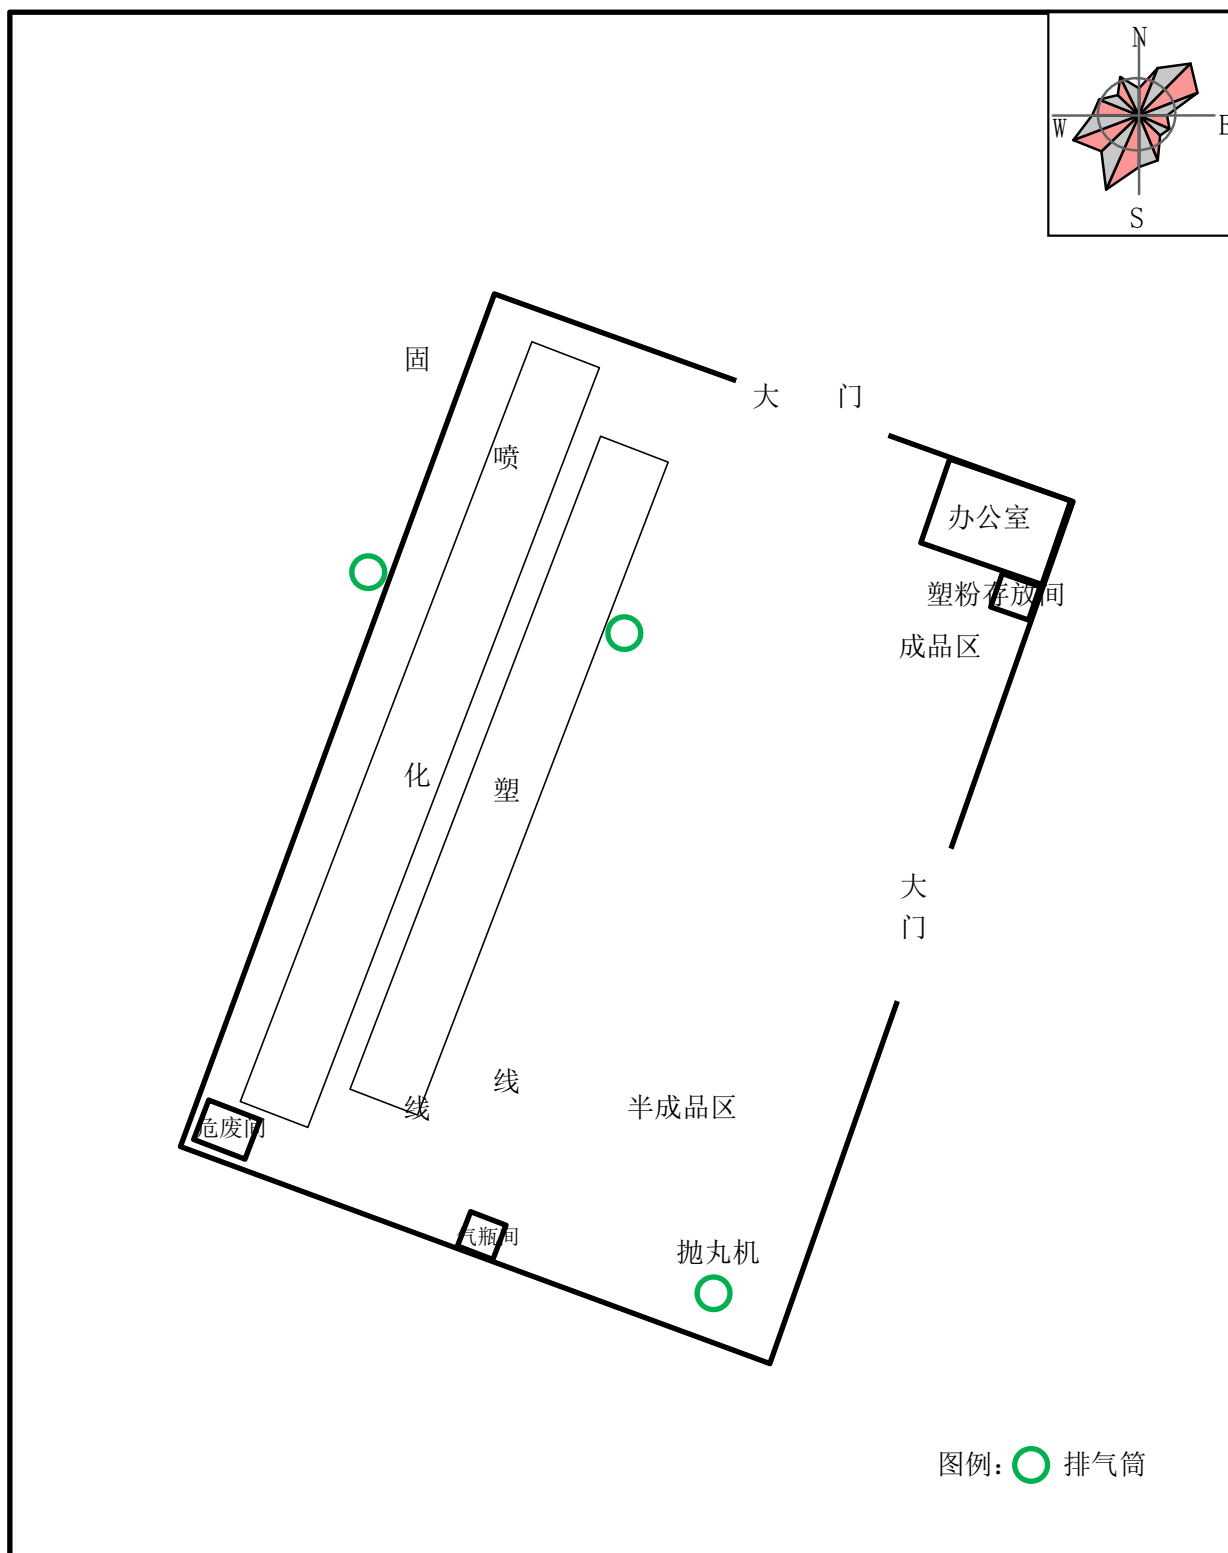 N
W
E
S
固化线
喷塑线
大门
办公室
塑粉存放间
成品区
大门
半成品区
危废间
气瓶间
抛丸机
图例：
排气筒